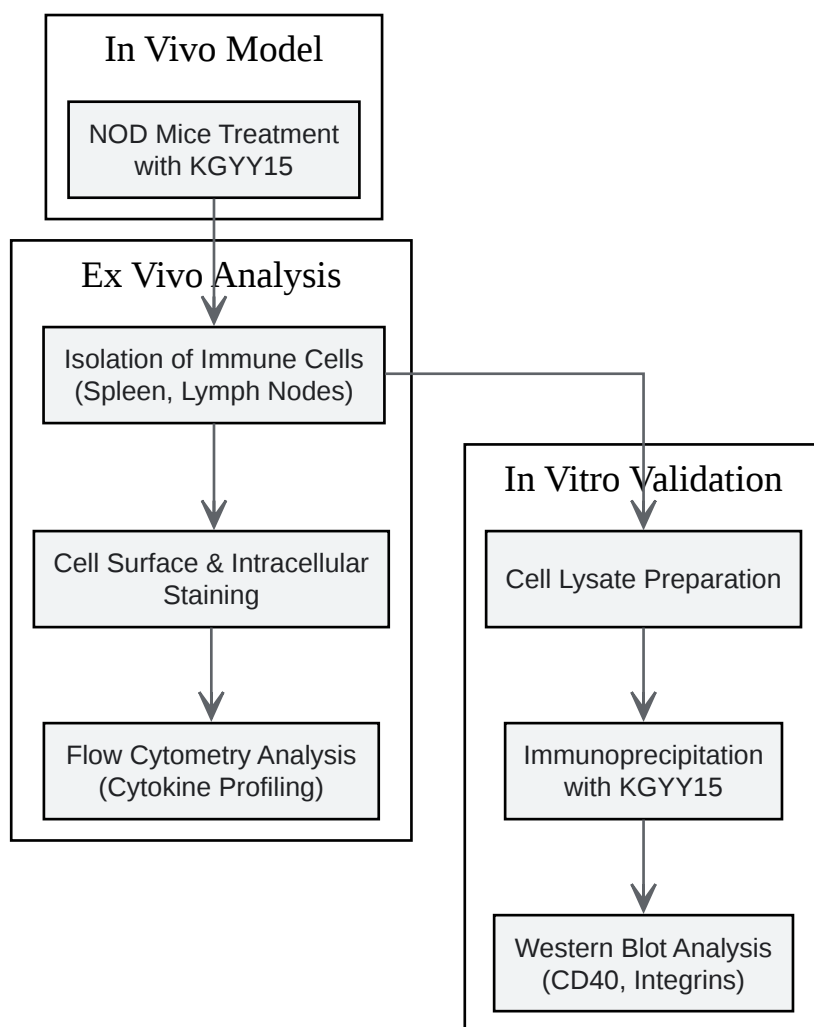 In Vivo Model
NOD Mice Treatment
with KGYY15
Ex Vivo Analysis
Isolation of Immune Cells
(Spleen, Lymph Nodes)
Cell Surface & Intracellular
Staining
Flow Cytometry Analysis
(Cytokine Profiling)
In Vitro Validation
Cell Lysate Preparation
Immunoprecipitation
with KGYY15
Western Blot Analysis
(CD40, Integrins)